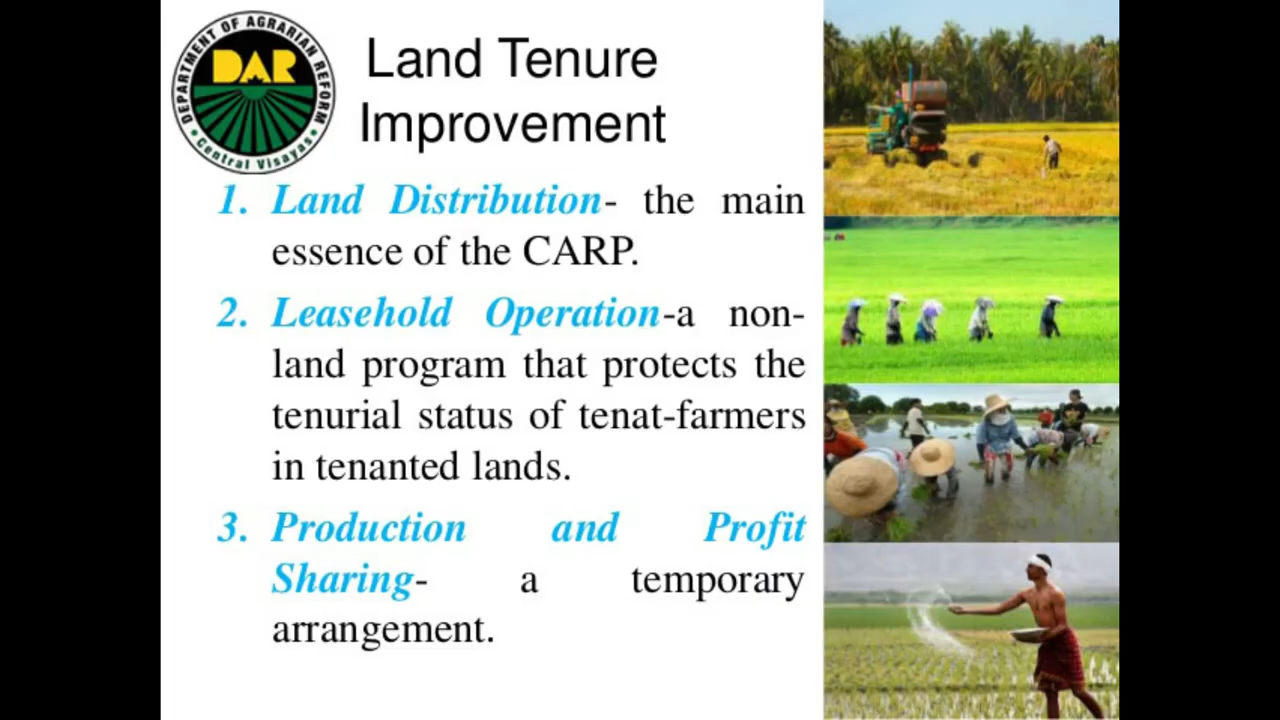 DEPARTMENT OF AGRARIAN REFORM
DAR
Central Visayas
Land Tenure
Improvement
1. Land Distribution- the main
essence of the CARP.
2. Leasehold Operation-a non-
land program that protects the
tenurial status of tenat-farmers
in tenanted lands.
3. Production and Profit
Sharing- a temporary
arrangement.